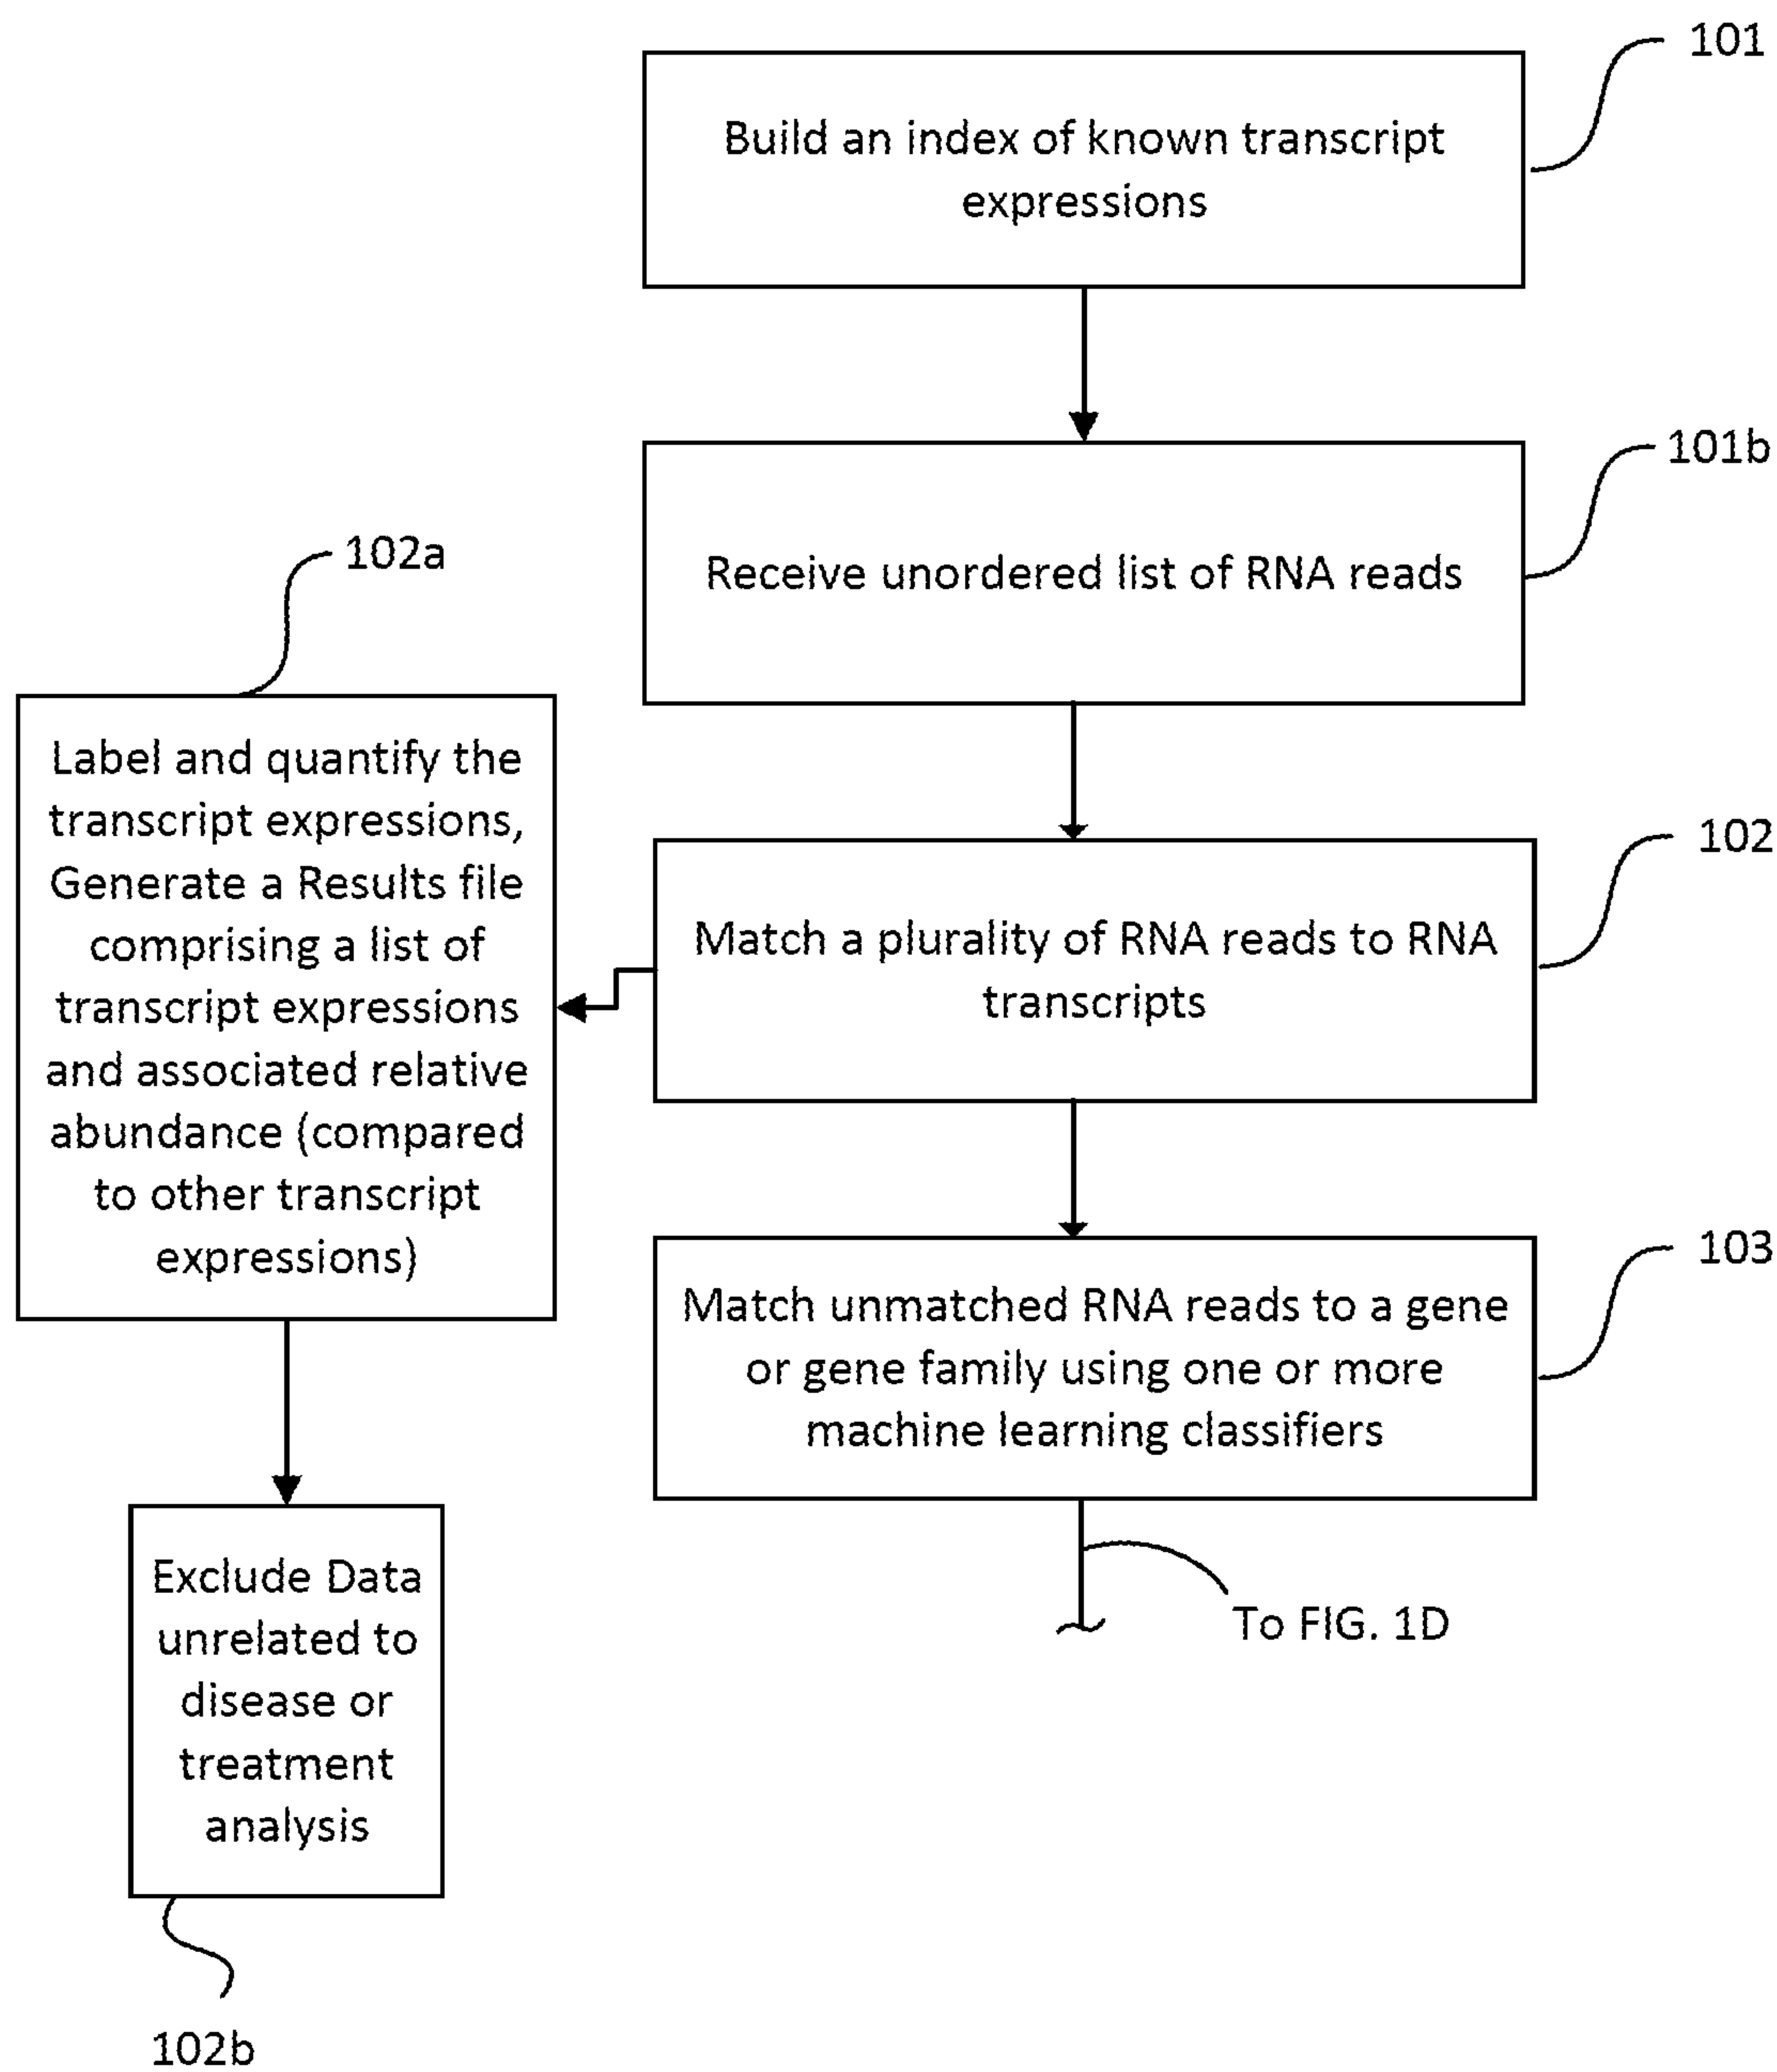 101
Build an index of known transcript
expressions
101b
Receive unordered list of RNA reads
102a
Label and quantify the
transcript expressions,
Generate a Results file
comprising a list of
transcript expressions
and associated relative
abundance (compared
to other transcript
expressions)
102
Match a plurality of RNA reads to RNA
transcripts
103
Match unmatched RNA reads to a gene
or gene family using one or more
machine learning classifiers
To FIG. 1D
Exclude Data
unrelated to
disease or
treatment
analysis
102b